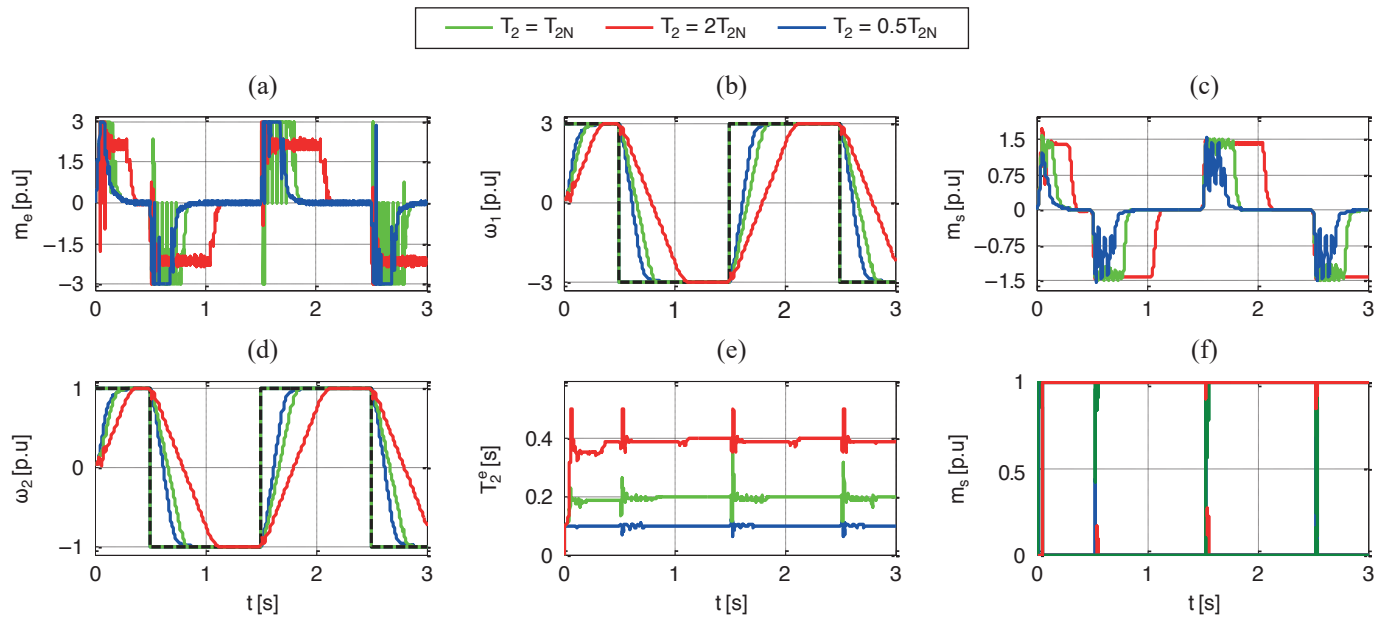 T2 = T2N T2 = 2T2N T2 = 0.5T2N
(a) (b) (c)
me [p.u]
3
1.5
0
−1.5
−3
0 1 2 3
ω1 [p.u]
3
0
−3
0 1 2 3
ms [p.u]
1.5
0.75
0
−0.75
−1.5
0 1 2 3
(d) (e) (f)
ω2 [p.u]
1
0
−1
0 1 2 3
t [s]
T2e [s]
0.4
0.2
0
0 1 2 3
t [s]
ms [p.u]
1
0.5
0
0 1 2 3
t [s]